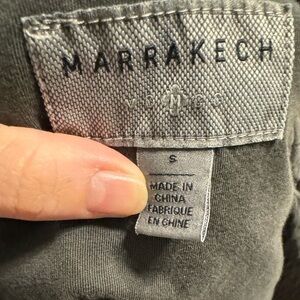 MARRAKECH
S
MADE IN
CHINA
FABRIQUE
EN CHINE